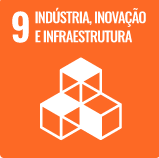 9 INDÚSTRIA, INOVAÇÃO
E INFRAESTRUTURA